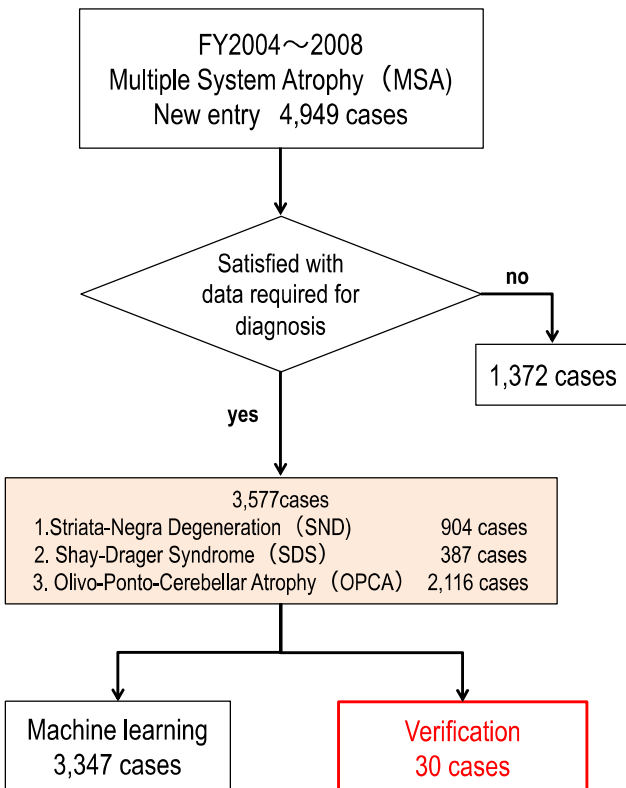 FY2004～2008
Multiple System Atrophy （MSA)
New entry 4,949 cases
Satisfied with
data required for
diagnosis
no
1,372 cases
yes
3,577cases
1.Striata-Negra Degeneration （SND) 904 cases
2. Shay-Drager Syndrome （SDS） 387 cases
3. Olivo-Ponto-Cerebellar Atrophy （OPCA） 2,116 cases
Machine learning
3,347 cases
Verification
30 cases